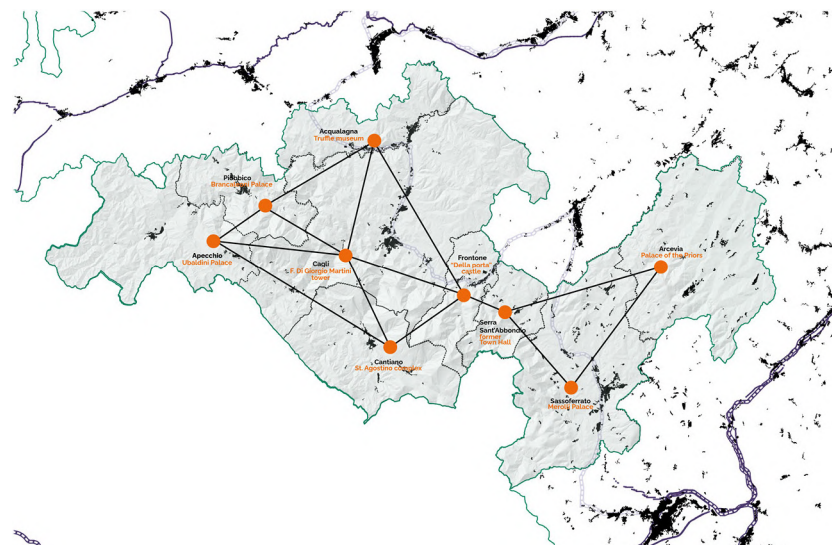 Acqualagna
Truffle museum
Piobbico
Brancaleoni Palace
Apecchio
Ubaldini Palace
Cagli
F. Di Giorgio Martini
tower
Frontone
"Della porta"
castle
Arcevia
Palace of the Priors
Serra
Sant'Abbondio
former
Town Hall
Cantiano
St. Agostino complex
Sassoferrato
Merolli Palace